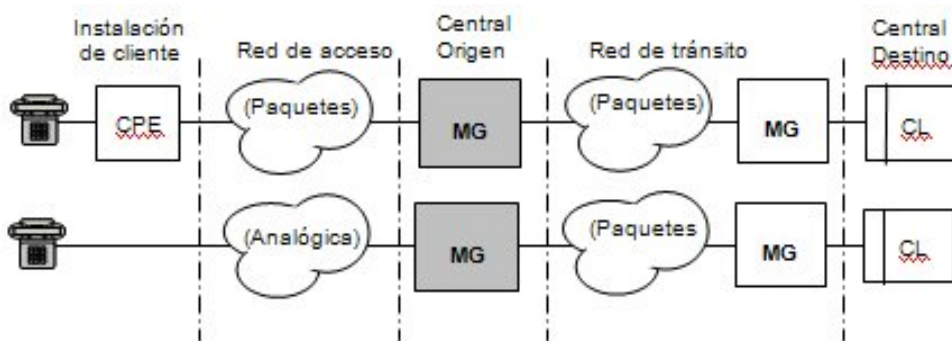 Instalación
de cliente
Red de acceso
Central
Origen
Red de tránsito
Central
Destino
CPE
(Paquetes)
MG
(Paquetes)
MG
CL
(Analógica)
MG
(Paquetes
MG
CL